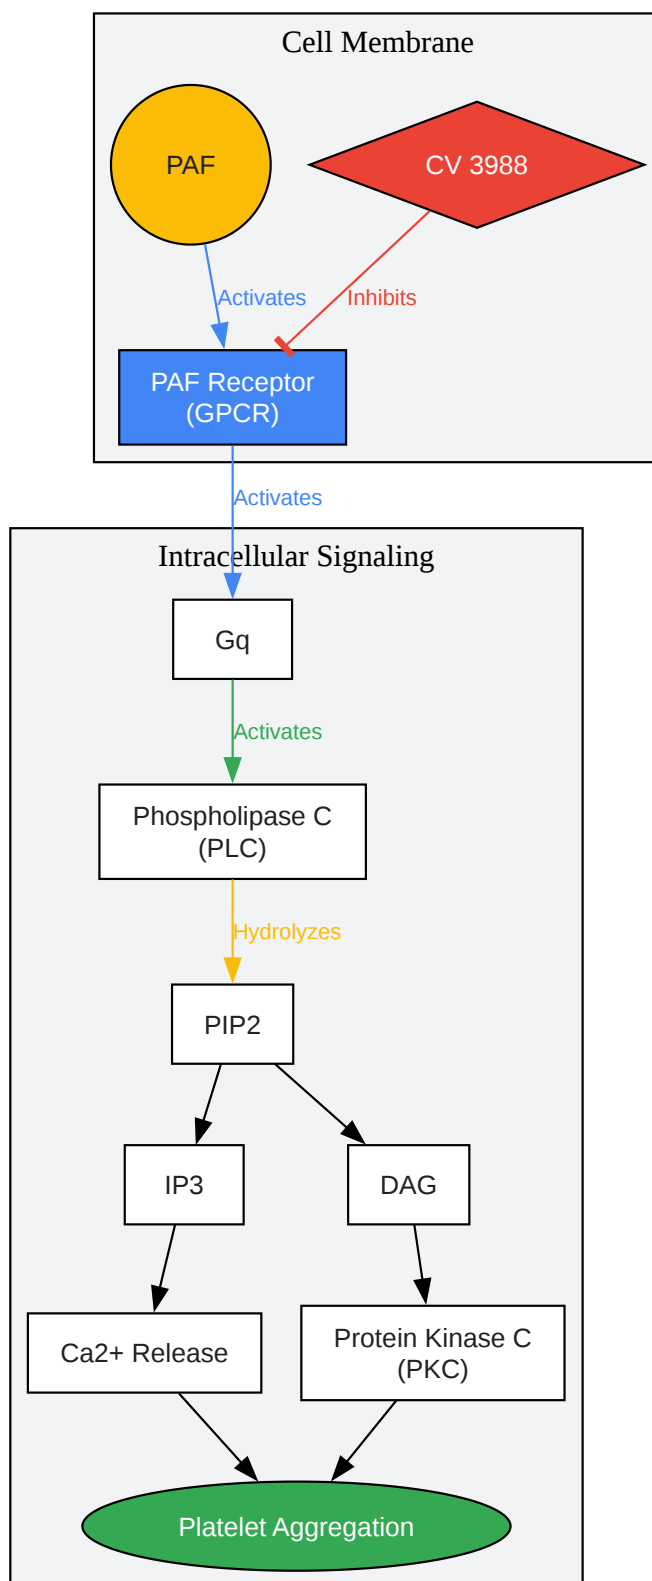 Cell Membrane
PAF
CV 3988
Activates
Inhibits
PAF Receptor
(GPCR)
Activates
Intracellular Signaling
Gq
Activates
Phospholipase C
(PLC)
Hydrolyzes
PIP2
IP3
DAG
Ca2+ Release
Protein Kinase C
(PKC)
Platelet Aggregation